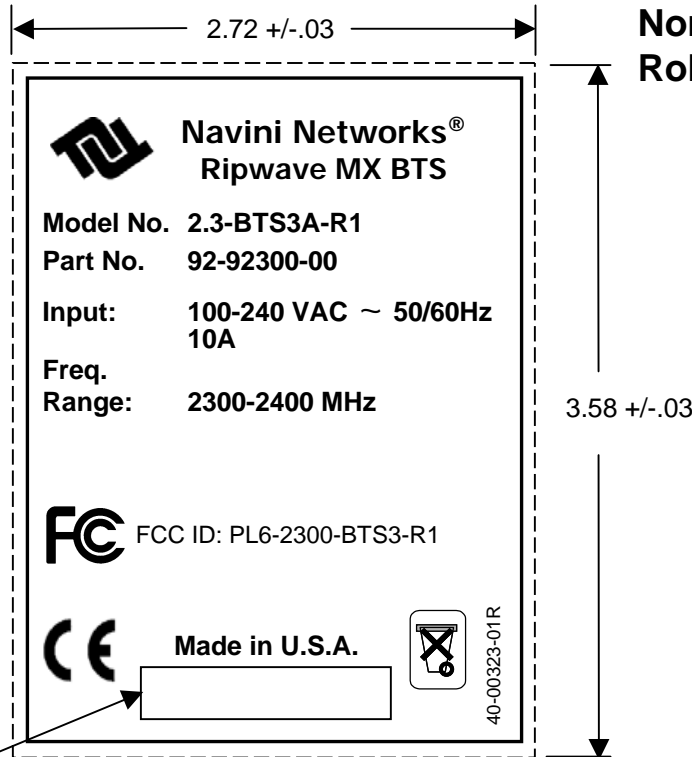 2.72 +/-.03
Navini Networks®
Ripwave MX BTS
Model No. 2.3-BTS3A-R1
Part No. 92-92300-00
Input: 100-240 VAC ~ 50/60Hz
10A
Freq.
Range: 2300-2400 MHz
3.58 +/-.03
FC FCC ID: PL6-2300-BTS3-R1
CE Made in U.S.A.
40-00323-01R